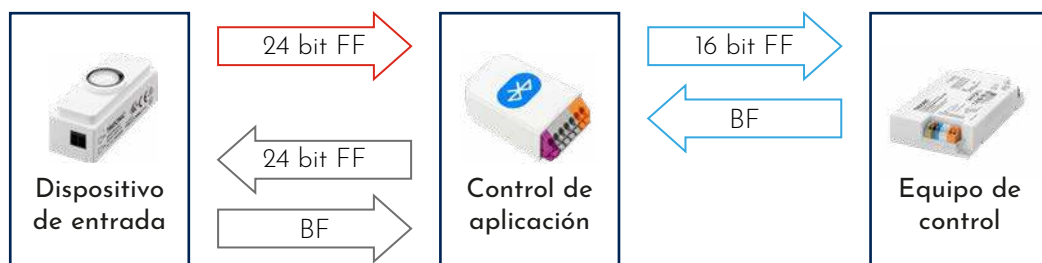 24 bit FF
16 bit FF
BF
24 bit FF
BF
Dispositivo
de entrada
Control de
aplicación
Equipo de
control